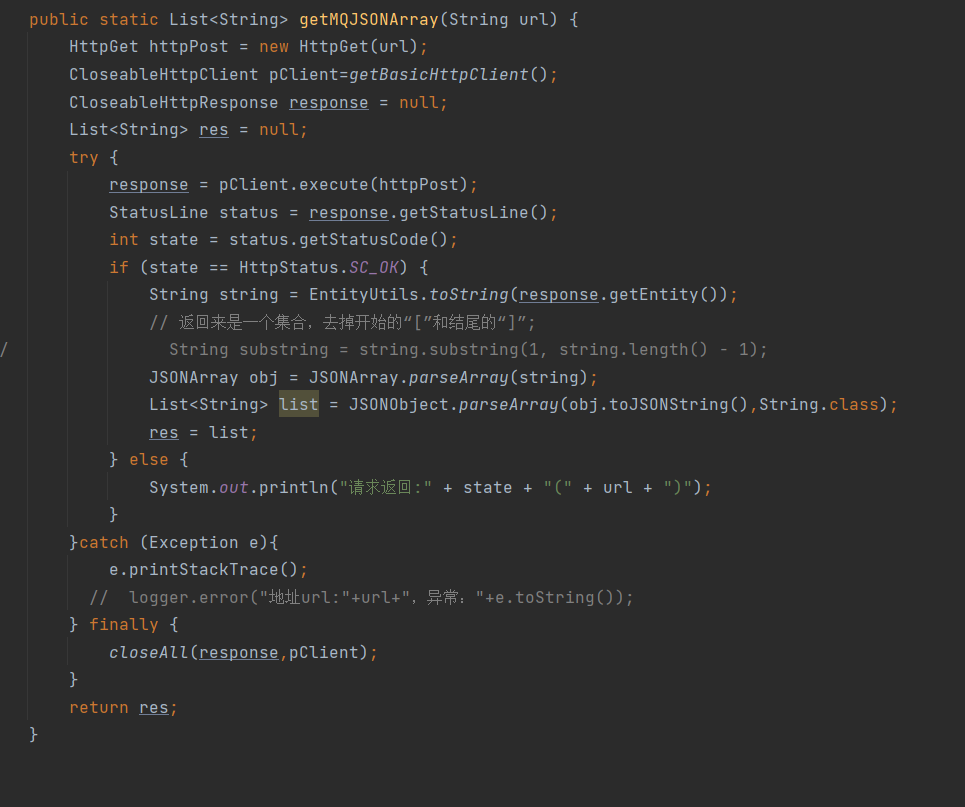 public static List<String> getMQJSONArray(String url) {
HttpGet httpPost = new HttpGet(url);
CloseableHttpClient pClient=getBasicHttpClient();
CloseableHttpResponse response = null;
List<String> res = null;
try {
response = pClient.execute(httpPost);
StatusLine status = response.getStatusLine();
int state = status.getStatusCode();
if (state == HttpStatus.SC_OK) {
String string = EntityUtils.toString(response.getEntity());
// 返回来是一个集合，去掉开始的“[”和结尾的“]”;
/ String substring = string.substring(1, string.length() - 1);
JSONArray obj = JSONArray.parseArray(string);
List<String> list = JSONObject.parseArray(obj.toJSONString(),String.class);
res = list;
} else {
System.out.println("请求返回:" + state + "(" + url + ")");
}
}catch (Exception e){
e.printStackTrace();
// logger.error("地址url:"+url+"，异常："+e.toString());
} finally {
closeAll(response,pClient);
}
return res;
}